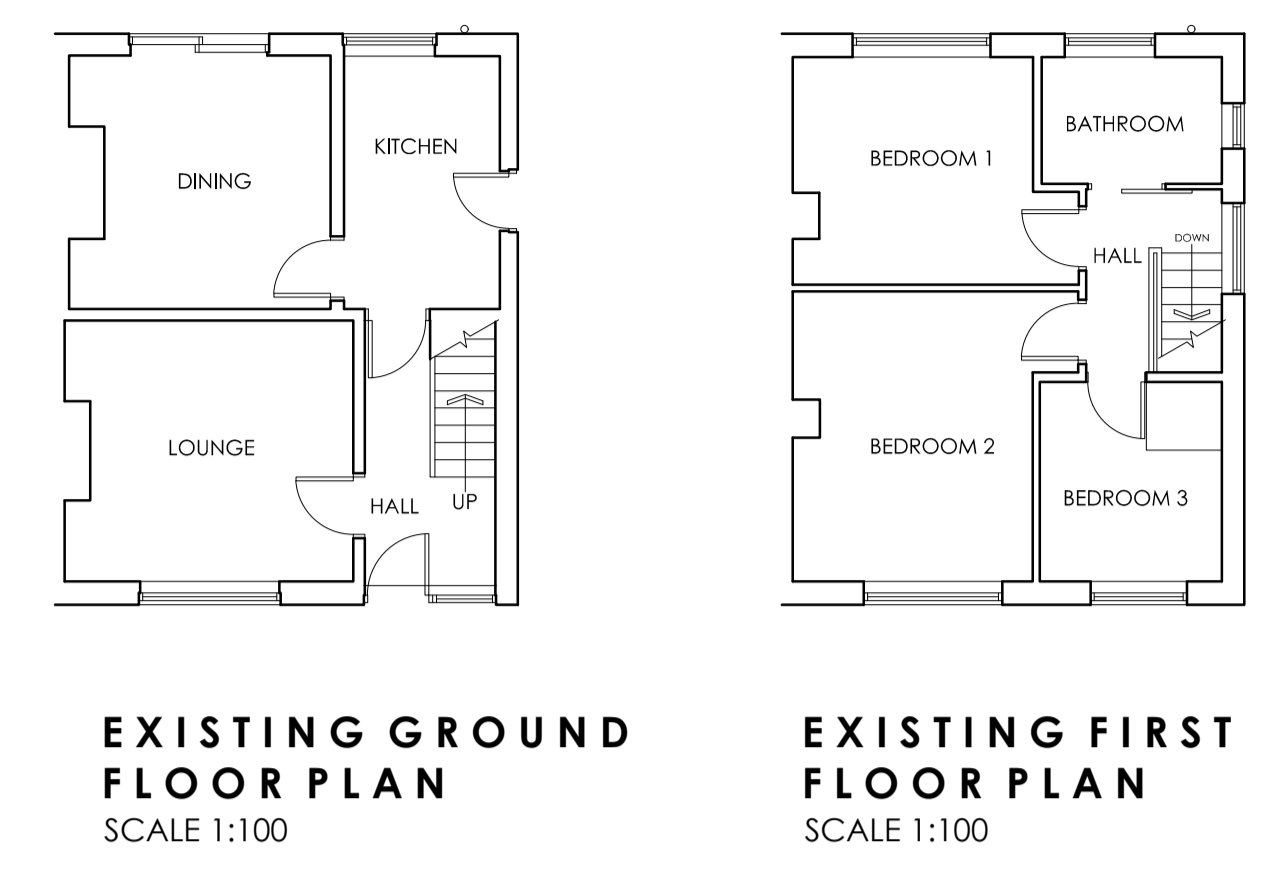 DINING
KITCHEN
LOUNGE
HALL
UP
EXISTING GROUND
FLOOR PLAN
SCALE 1:100
BEDROOM 1
BATHROOM
DOWN
HALL
BEDROOM 2
BEDROOM 3
EXISTING FIRST
FLOOR PLAN
SCALE 1:100